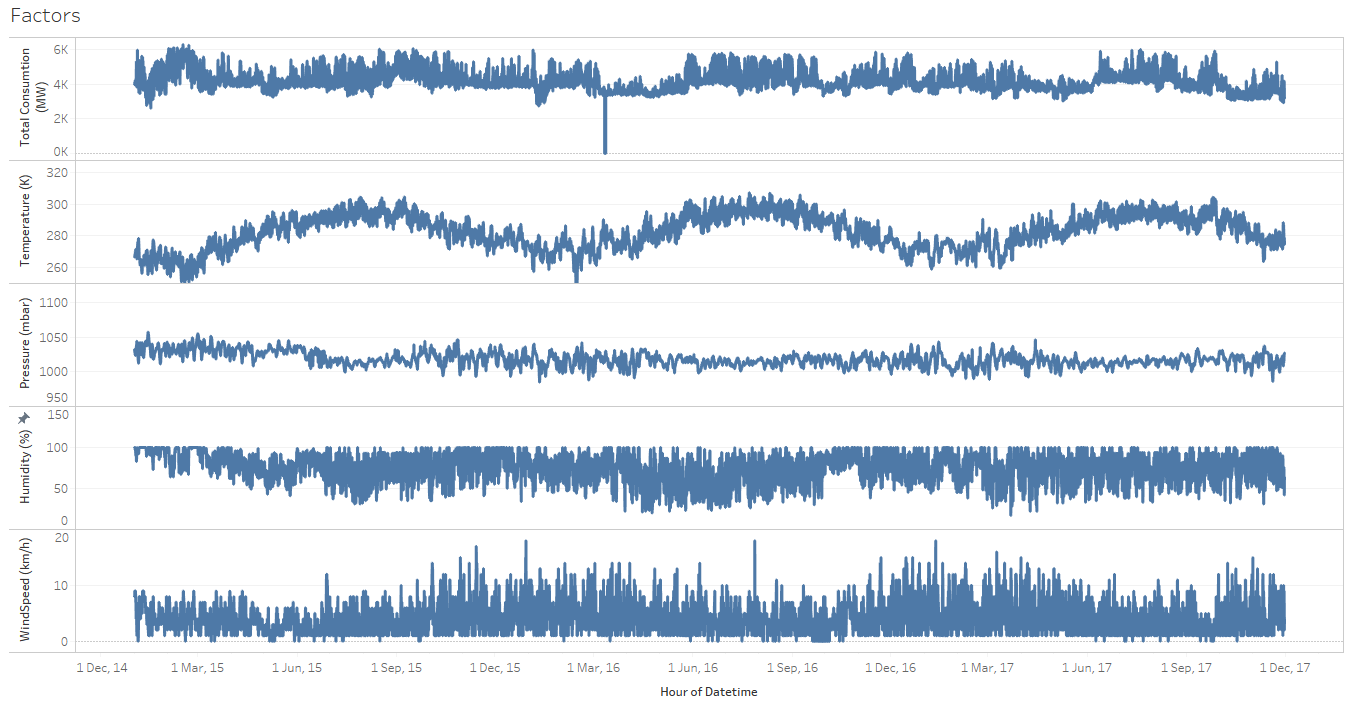 Factors
Total Consumtion
(MW)
6K
4K
2K
0K
Temperature (K)
320
300
280
260
Pressure (mbar)
1100
1050
1000
950
Humidity (%)
150
100
50
0
WindSpeed (km/h)
20
10
0
1 Dec, 14 1 Mar, 15 1 Jun, 15 1 Sep, 15 1 Dec, 15 1 Mar, 16 1 Jun, 16 1 Sep, 16 1 Dec, 16 1 Mar, 17 1 Jun, 17 1 Sep, 17 1 Dec, 17
Hour of Datetime